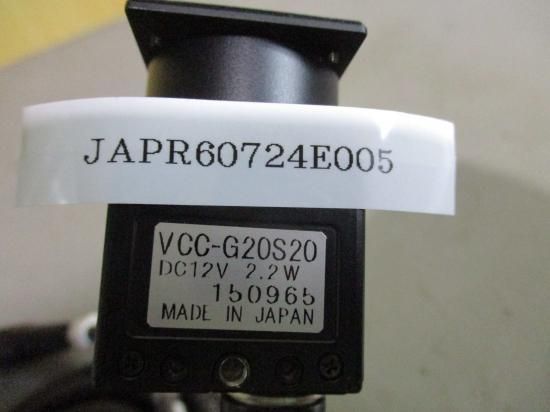 JAPR60724E005
VCC-G20S20
DC12V 2.2W
150965
MADE IN JAPAN